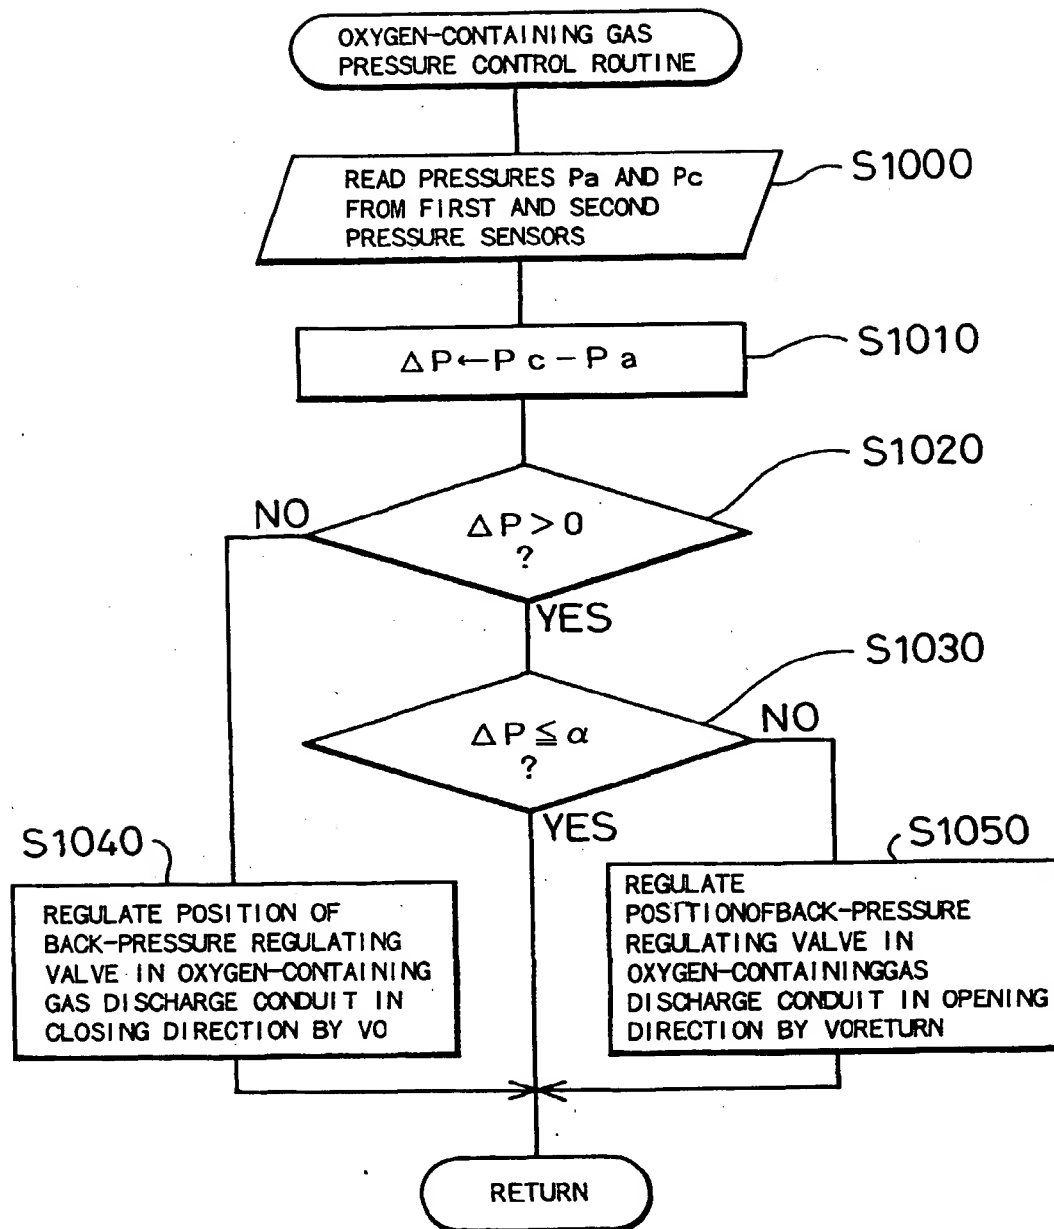 OXYGEN-CONTAINING GAS
PRESSURE CONTROL ROUTINE
READ PRESSURES Pa AND Pc
FROM FIRST AND SECOND
PRESSURE SENSORS
S1000
ΔP←Pc-Pa
S1010
S1020
NO
ΔP>0
?
YES
S1030
ΔP≦α
?
NO
YES
S1040
REGULATE POSITION OF
BACK-PRESSURE REGULATING
VALVE IN OXYGEN-CONTAINING
GAS DISCHARGE CONDUIT IN
CLOSING DIRECTION BY VO
S1050
REGULATE
POSITIONOFBACK-PRESSURE
REGULATING VALVE IN
OXYGEN-CONTAININGGAS
DISCHARGE CONDUIT IN OPENING
DIRECTION BY VORETURN
RETURN